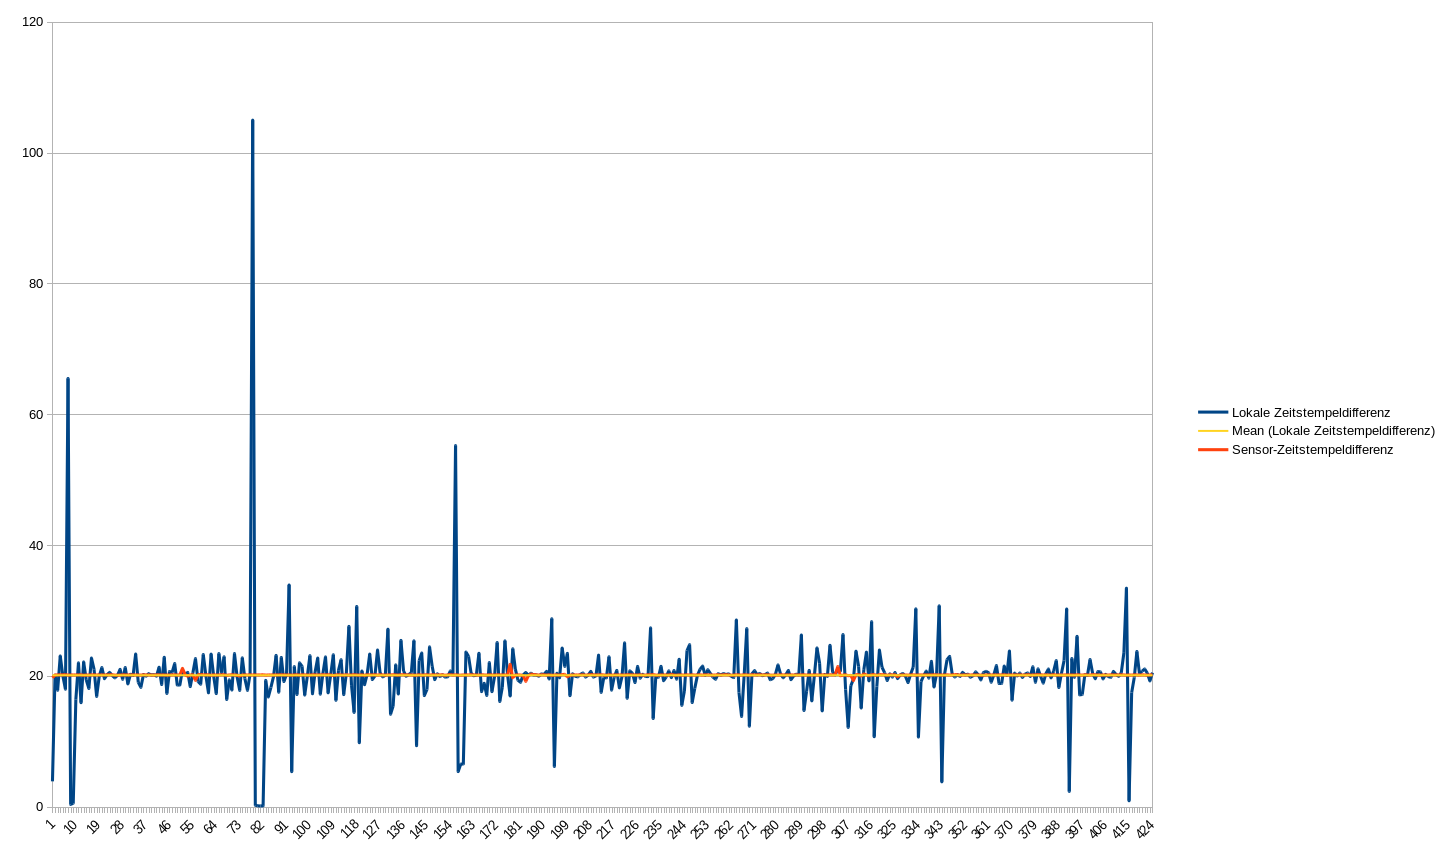 120
100
80
60
40
20
0
1 10 19 28 37 46 55 64 73 82 91 100 109 118 127 136 145 154 163 172 181 190 199 208 217 226 235 244 253 262 271 280 289 298 307 316 325 334 343 352 361 370 379 388 397 406 415 424
Lokale Zeitstempeldifferenz
Mean (Lokale Zeitstempeldifferenz)
Sensor-Zeitstempeldifferenz